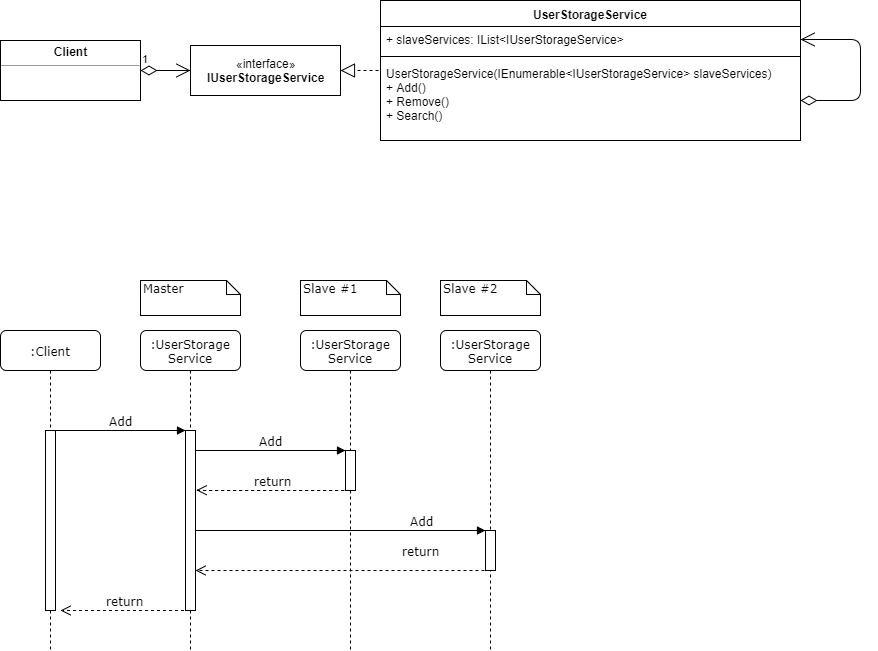 Client
1
«interface»
IUserStorageService
UserStorageService
+ slaveServices: IList<IUserStorageService>
UserStorageService(IEnumerable<IUserStorageService> slaveServices)
+ Add()
+ Remove()
+ Search()
Master
Slave #1
Slave #2
:Client
:UserStorage
Service
:UserStorage
Service
:UserStorage
Service
Add
Add
return
Add
return
return